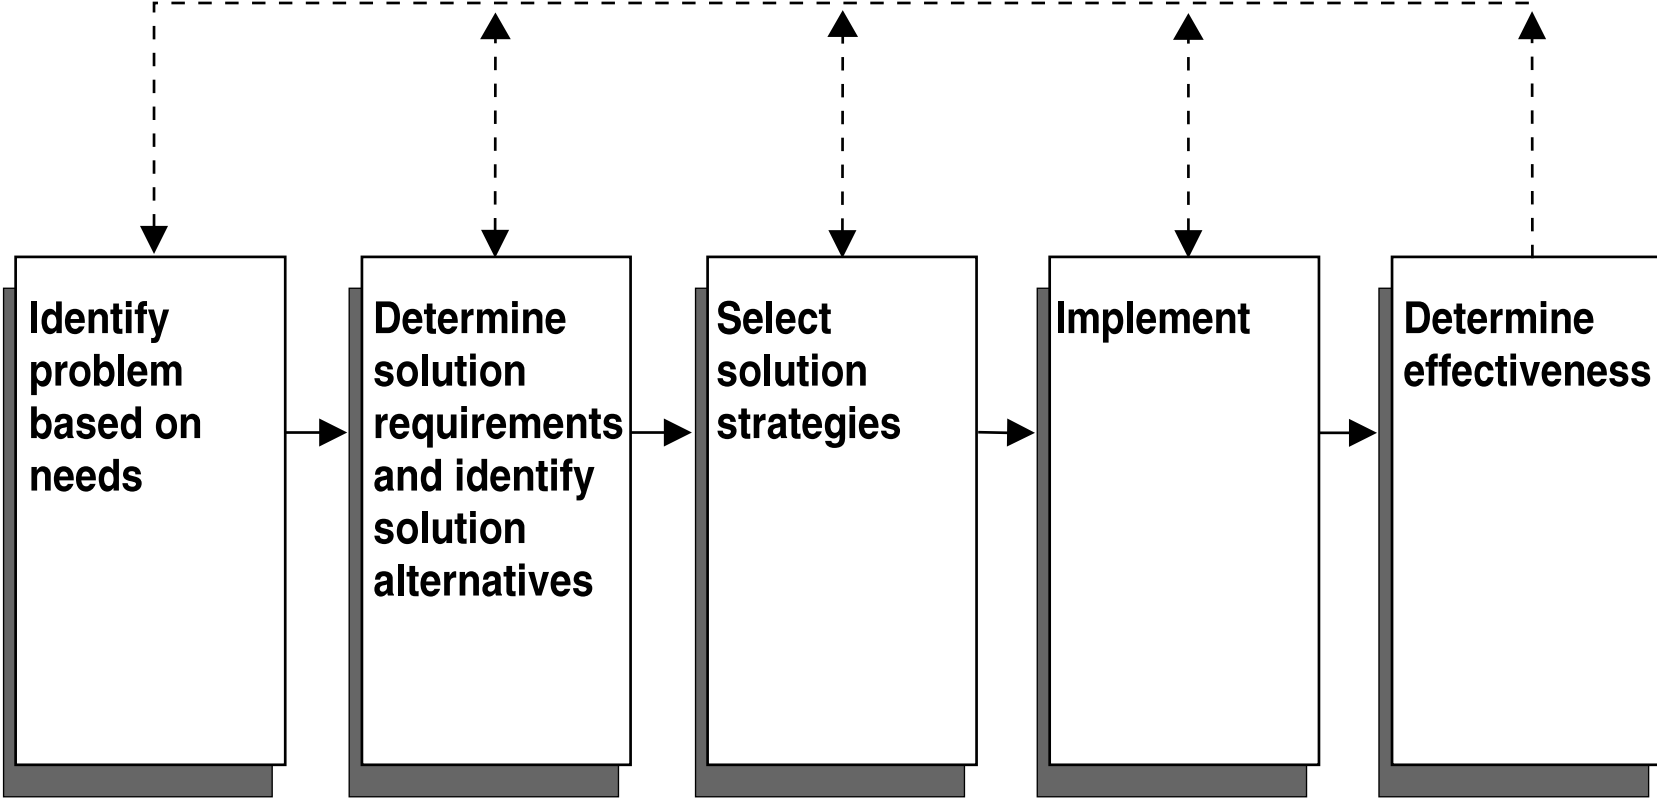 Identify
problem
based on
needs
Determine
solution
requirements
and identify
solution
alternatives
Select
solution
strategies
Implement
Determine
effectiveness